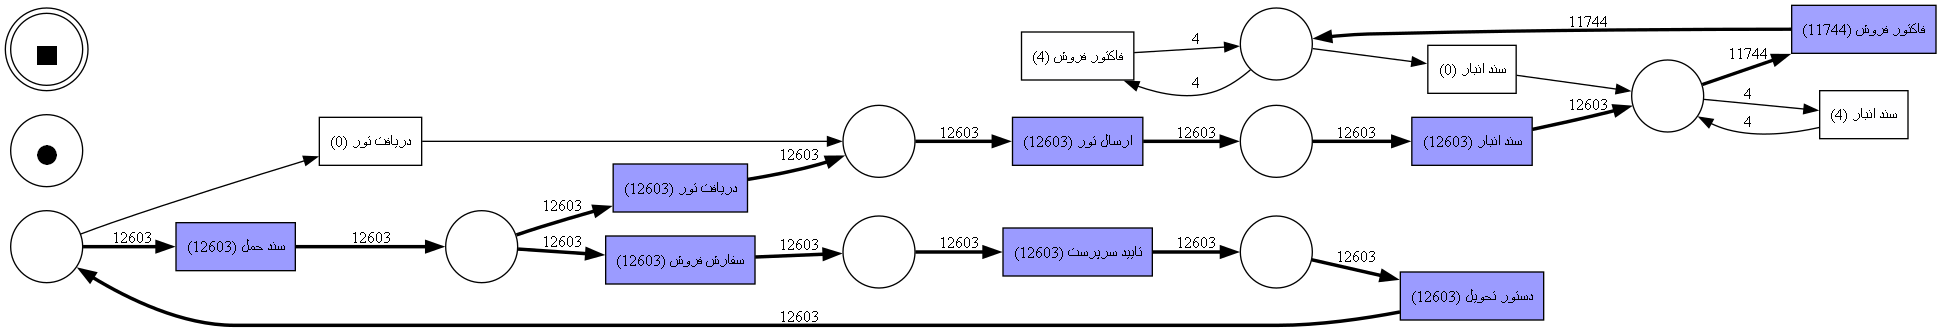 11744
فاکتور فروش (11744)
4
فاکتور فروش (4)
11744
سند انبار (0)
4
4
سند انبار (4)
12603
4
دریافت تور (0)
12603
ارسال تور (12603)
12603
12603
سند انبار (12603)
12603
دریافت تور (12603)
12603
12603
سند حمل (12603)
12603
12603
سفارش فروش (12603)
12603
12603
تایید سرپرست (12603)
12603
12603
دستور تحویل (12603)
12603